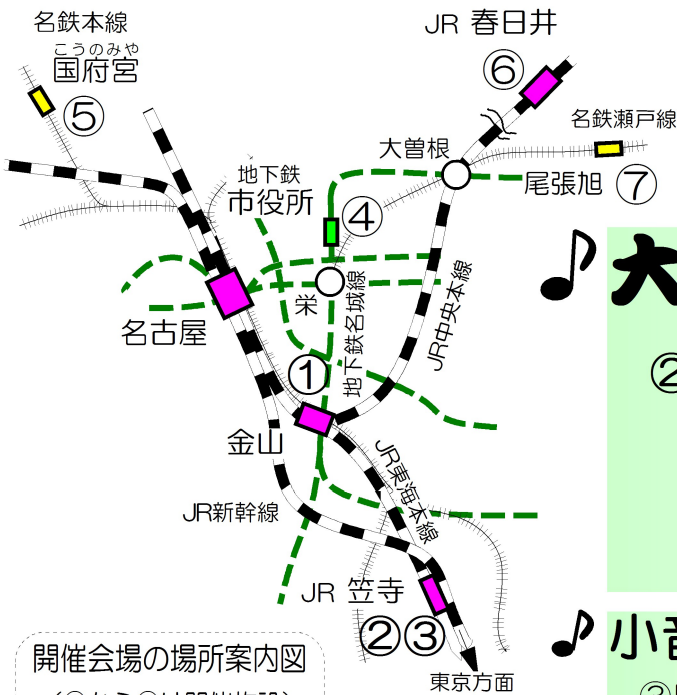 名鉄本線
こうのみや
国府宮
⑤
JR 春日井
⑥
名鉄瀬戸線
大曽根
尾張旭 ⑦
地下鉄
市役所
④
栄
地下鉄名城線
JR中央本線
名古屋
①
金山
JR東海本線
JR新幹線
JR 笠寺
②③
東京方面
♪大
②
♪小音
開催会場の場所案内図